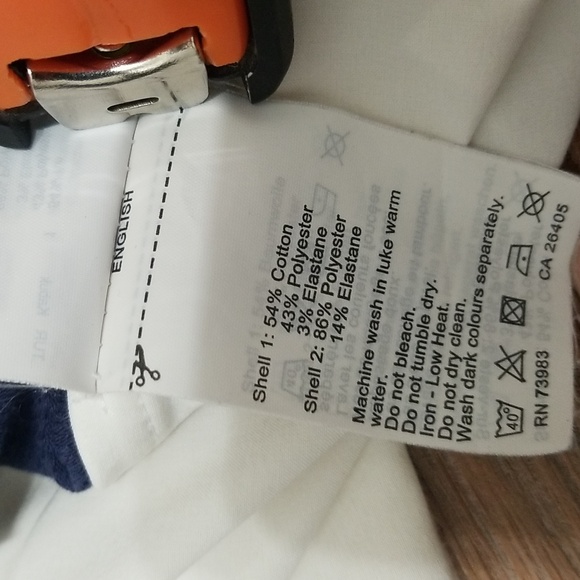 ENGLISH
Shell 1: 54% Cotton
43% Polyester
3% Elastane
Shell 2: 86% Polyester
14% Elastane
Machine wash in luke warm
water.
Do not bleach.
Do not tumble dry.
Iron - Low Heat.
Do not dry clean.
Wash dark colours separately.
40°
RN 73983 CA 26405